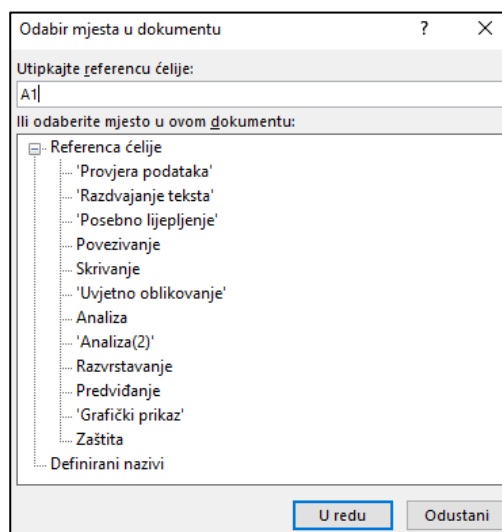 Odabir mjesta u dokumentu ? X
Utipkajte referencu ćelije:
A1
Ili odaberite mjesto u ovom dokumentu:
Referenca ćelije
'Provjera podataka'
'Razdvajanje teksta'
'Posebno lijepljenje'
Povezivanje
Skrivanje
'Uvjetno oblikovanje'
Analiza
'Analiza(2)'
Razvrstavanje
Predviđanje
'Grafički prikaz'
Zaštita
Definirani nazivi
U redu Odustani